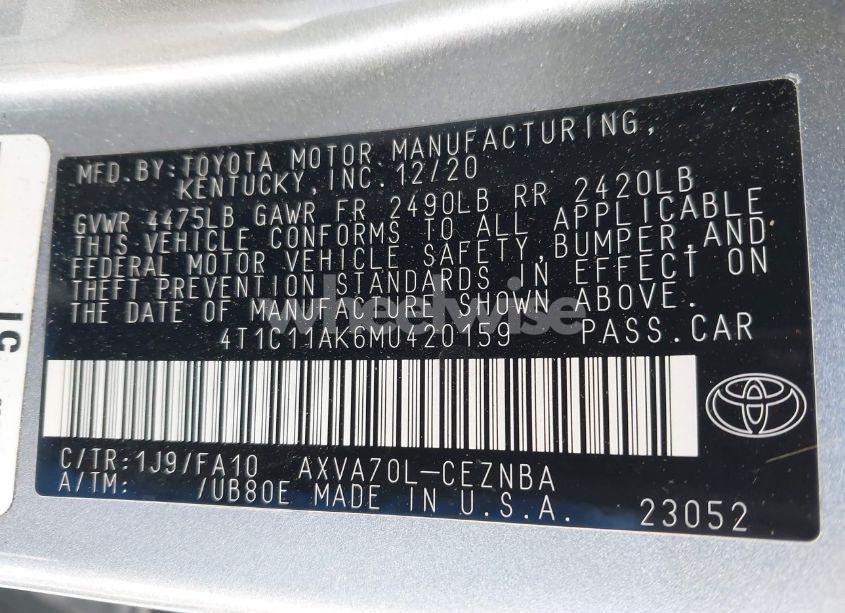 MFD.BY:TOYOTA MOTOR MANUFACTURING,
KENTUCKY,INC.12/20
GVWR 4475LB GAWR FR 2490LB RR 2420LB
THIS VEHICLE CONFORMS TO ALL APPLICABLE
FEDERAL MOTOR VEHICLE SAFETY,BUMPER,AND
THEFT PREVENTION STANDARDS IN EFFECT ON
THE DATE OF MANUFACTURE SHOWN ABOVE.
wheelwise
4T1C11AK6MU420159 PASS.CAR
C/TR:1J9/FA10 AXVA70L-CEZNBA
A/TM: /UB80E MADE IN U.S.A. 23052